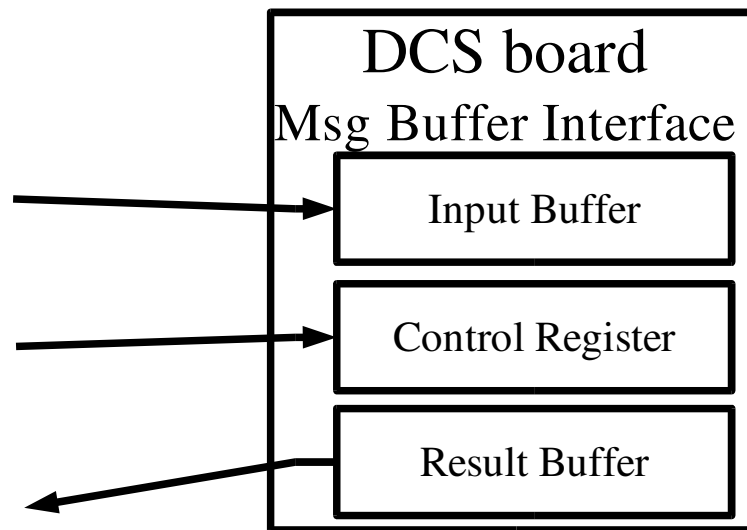 DCS board
Msg Buffer Interface
Input Buffer
Control Register
Result Buffer